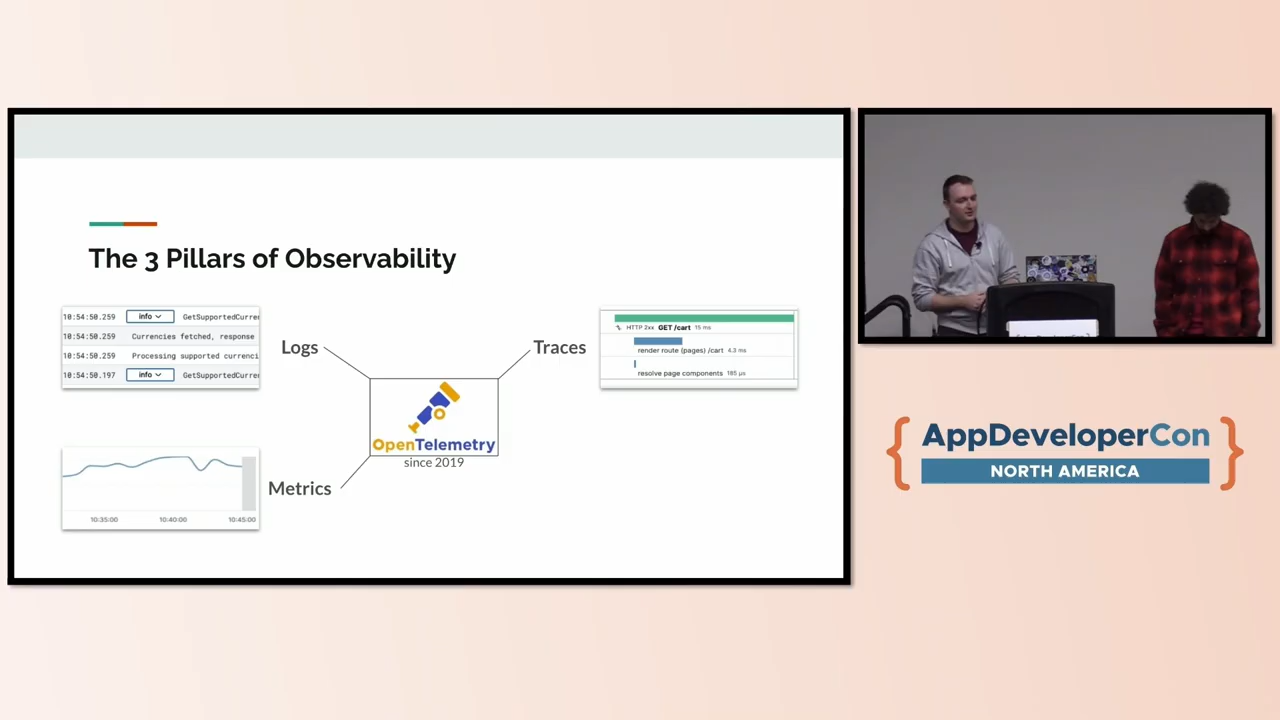 The 3 Pillars of Observability
10:54:50.259 info GetSupportedCurre
10:54:50.259 Currencies fetched, response
10:54:50.259 Processing supported currenci
10:54:50.197 info GetSupportedCurre
Logs
Traces
HTTP 2xx GET /cart 15 ms
render route (pages) /cart 4.3 ms
resolve page components 185 µs
OpenTelemetry
since 2019
Metrics
10:35:00 10:40:00 10:45:00
AppDeveloperCon
NORTH AMERICA